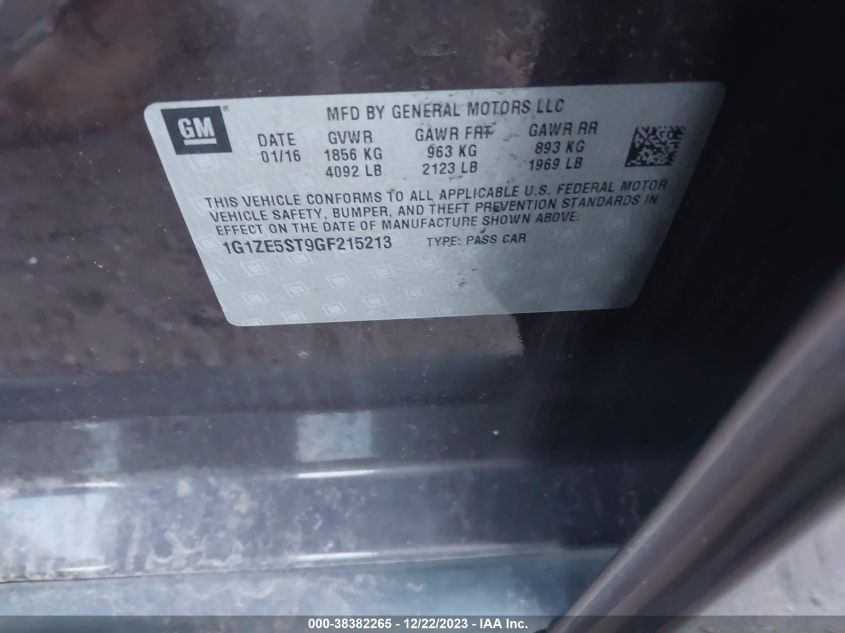 GM
MFD BY GENERAL MOTORS LLC
DATE GVWR GAWR FRT GAWR RR
01/16 1856 KG 963 KG 893 KG
4092 LB 2123 LB 1969 LB
THIS VEHICLE CONFORMS TO ALL APPLICABLE U.S. FEDERAL MOTOR
VEHICLE SAFETY, BUMPER, AND THEFT PREVENTION STANDARDS IN
EFFECT ON THE DATE OF MANUFACTURE SHOWN ABOVE.
1G1ZE5ST9GF215213 TYPE: PASS CAR
000-38382265 - 12/22/2023 - IAA Inc.